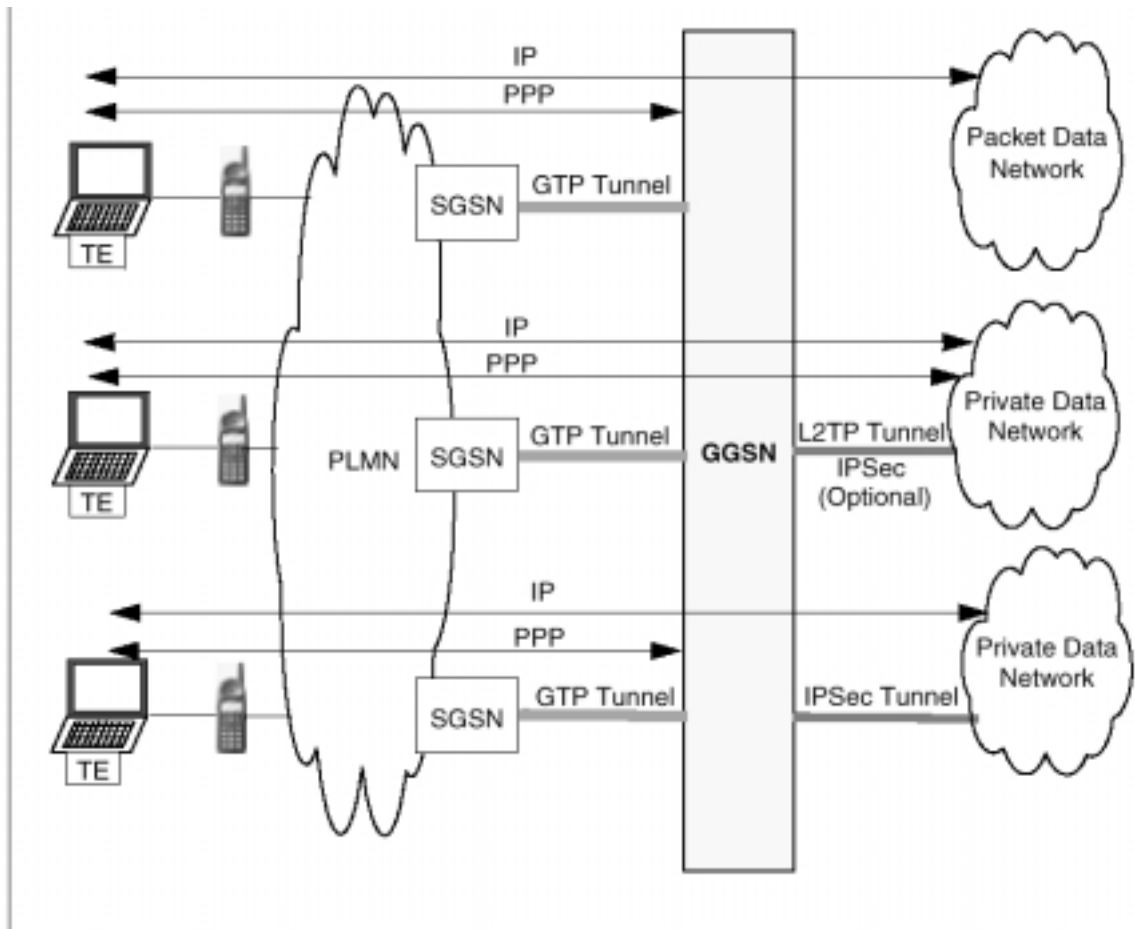 IP
PPP
Packet Data
Network
GTP Tunnel
SGSN
TE
IP
PPP
Private Data
Network
GTP Tunnel
L2TP Tunnel
PLMN
SGSN
GGSN
IPSec
(Optional)
TE
IP
PPP
Private Data
Network
GTP Tunnel
IPSec Tunnel
SGSN
TE